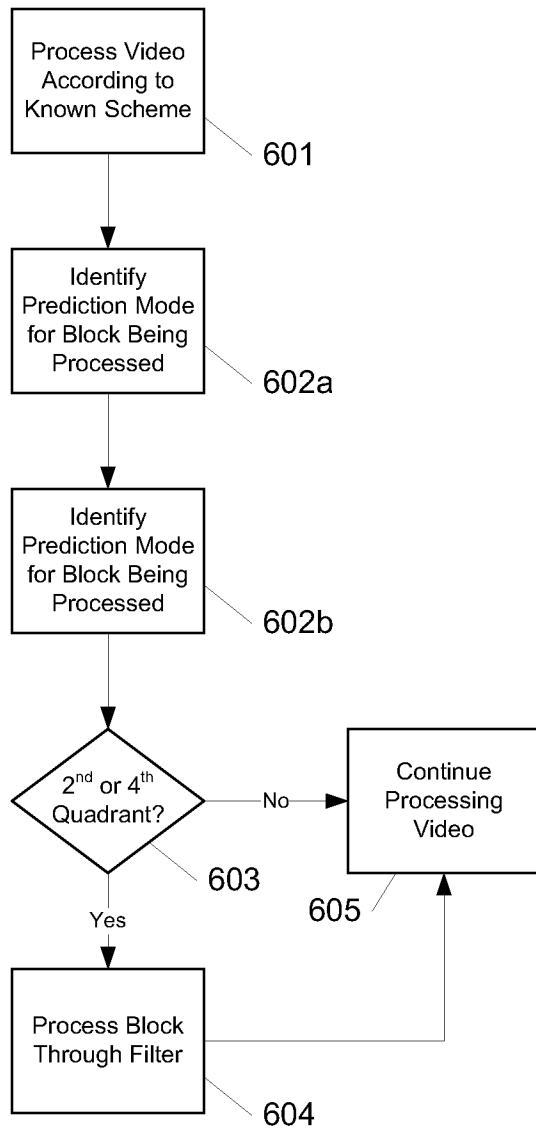 Process Video
According to
Known Scheme
601
Identify
Prediction Mode
for Block Being
Processed
602a
Identify
Prediction Mode
for Block Being
Processed
602b
2nd or 4th
Quadrant?
603
No
Continue
Processing
Video
605
Yes
Process Block
Through Filter
604